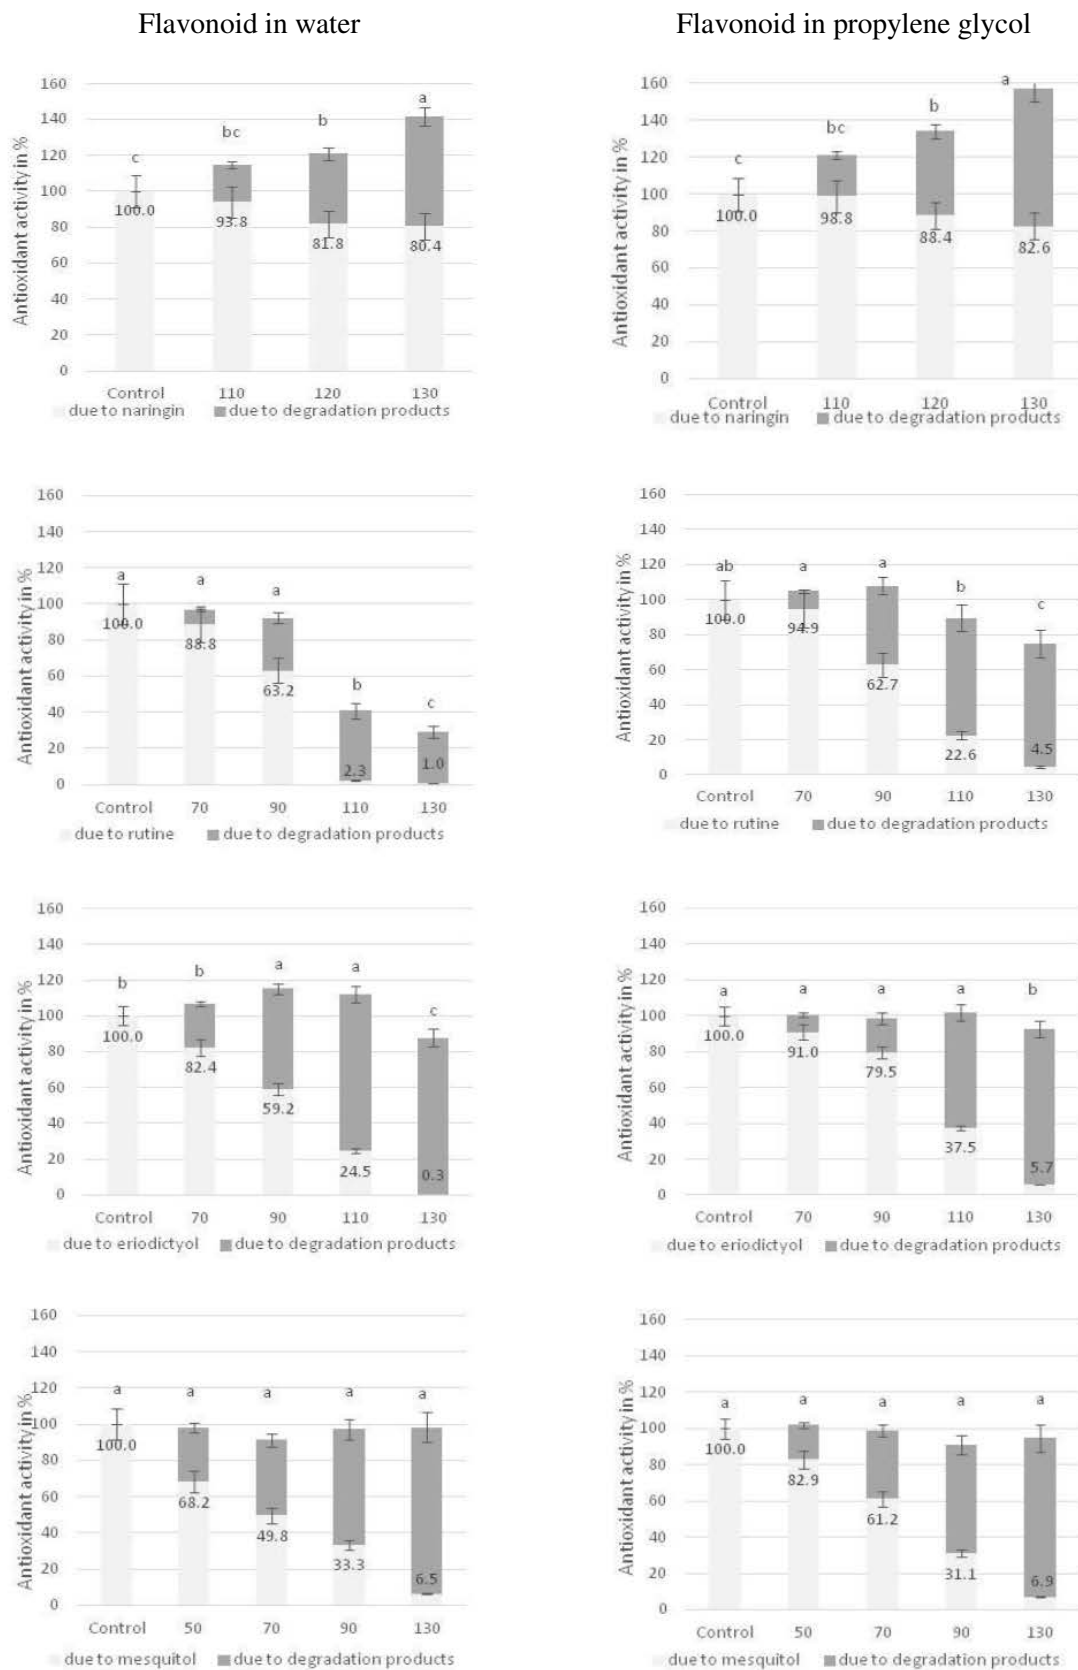 Flavonoid in water
Flavonoid in propylene glycol
Antioxidant activity in %
160
140
120
100
80
60
40
20
0
c
bc
b
a
100.0
93.8
81.8
80.4
Control
110
120
130
due to naringin
due to degradation products
Antioxidant activity in %
160
140
120
100
80
60
40
20
0
c
bc
b
a
100.0
98.8
88.4
82.6
Control
110
120
130
due to naringin
due to degradation products
Antioxidant activity in %
160
140
120
100
80
60
40
20
0
a
a
a
b
c
100.0
88.8
63.2
2.3
1.0
Control
70
90
110
130
due to rutine
due to degradation products
Antioxidant activity in %
160
140
120
100
80
60
40
20
0
ab
a
a
b
c
100.0
94.9
62.7
22.6
4.5
Control
70
90
110
130
due to rutine
due to degradation products
Antioxidant activity in %
160
140
120
100
80
60
40
20
0
b
b
a
a
c
100.0
82.4
59.2
24.5
0.3
Control
70
90
110
130
due to eriodictyol
due to degradation products
Antioxidant activity in %
160
140
120
100
80
60
40
20
0
a
a
a
a
b
100.0
91.0
79.5
37.5
5.7
Control
70
90
110
130
due to eriodictyol
due to degradation products
Antioxidant activity in %
160
140
120
100
80
60
40
20
0
a
a
a
a
a
100.0
68.2
49.8
33.3
6.5
Control
50
70
90
130
due to mesquitol
due to degradation products
Antioxidant activity in %
160
140
120
100
80
60
40
20
0
a
a
a
a
a
100.0
82.9
61.2
31.1
6.9
Control
50
70
90
130
due to mesquitol
due to degradation products